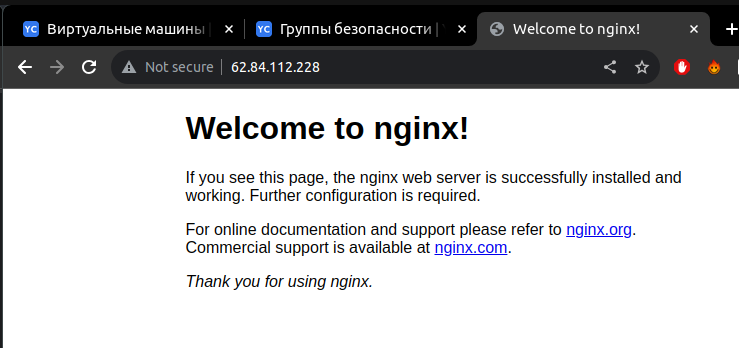 YC Виртуальные машины |
YC Группы безопасности |
Welcome to nginx!
Not secure | 62.84.112.228
Welcome to nginx!
If you see this page, the nginx web server is successfully installed and
working. Further configuration is required.
For online documentation and support please refer to nginx.org.
Commercial support is available at nginx.com.
Thank you for using nginx.